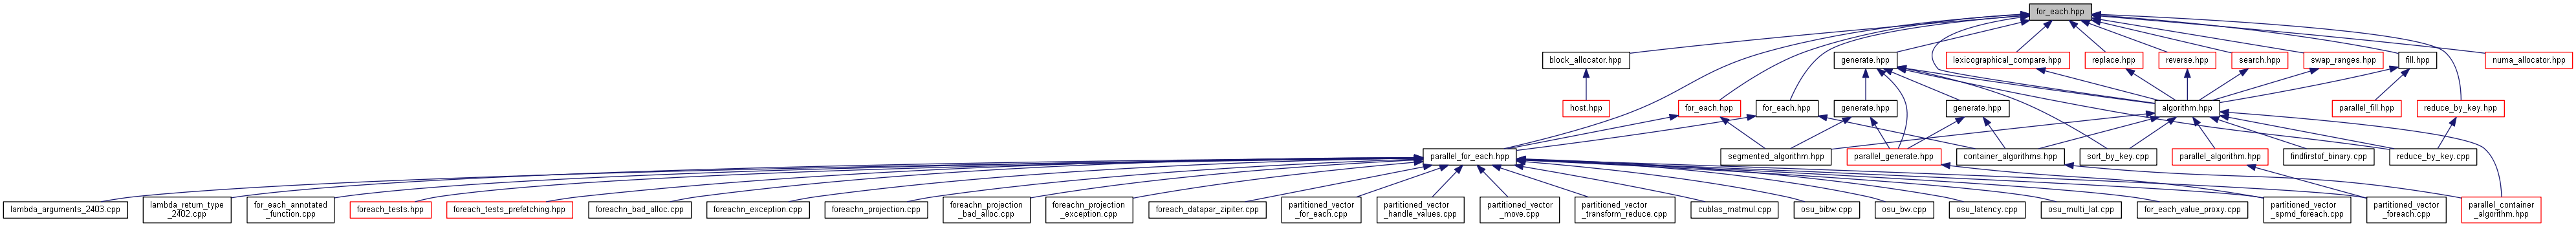 for_each.hpp
block_allocator.hpp
generate.hpp
lexicographical_compare.hpp
replace.hpp
reverse.hpp
search.hpp
swap_ranges.hpp
fill.hpp
numa_allocator.hpp
host.hpp
for_each.hpp
for_each.hpp
generate.hpp
generate.hpp
algorithm.hpp
parallel_fill.hpp
reduce_by_key.hpp
parallel_for_each.hpp
segmented_algorithm.hpp
parallel_generate.hpp
container_algorithms.hpp
sort_by_key.cpp
parallel_algorithm.hpp
findfirstof_binary.cpp
reduce_by_key.cpp
lambda_arguments_2403.cpp
lambda_return_type
_2402.cpp
for_each_annotated
_function.cpp
foreach_tests.hpp
foreach_tests_prefetching.hpp
foreachn_bad_alloc.cpp
foreachn_exception.cpp
foreachn_projection.cpp
foreachn_projection
_bad_alloc.cpp
foreachn_projection
_exception.cpp
foreach_datapar_zipiter.cpp
partitioned_vector
_for_each.cpp
partitioned_vector
_handle_values.cpp
partitioned_vector
_move.cpp
partitioned_vector
_transform_reduce.cpp
cublas_matmul.cpp
osu_bibw.cpp
osu_bw.cpp
osu_latency.cpp
osu_multi_lat.cpp
for_each_value_proxy.cpp
partitioned_vector
_spmd_foreach.cpp
partitioned_vector
_foreach.cpp
parallel_container
_algorithm.hpp